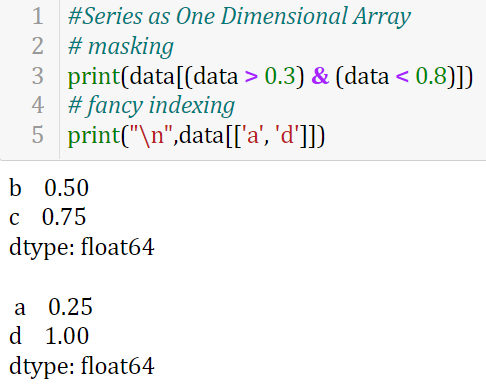 1 #Series as One Dimensional Array
2 # masking
3 print(data[(data > 0.3) & (data < 0.8)])
4 # fancy indexing
5 print("\n",data[['a', 'd']])
b 0.50
c 0.75
dtype: float64
a 0.25
d 1.00
dtype: float64